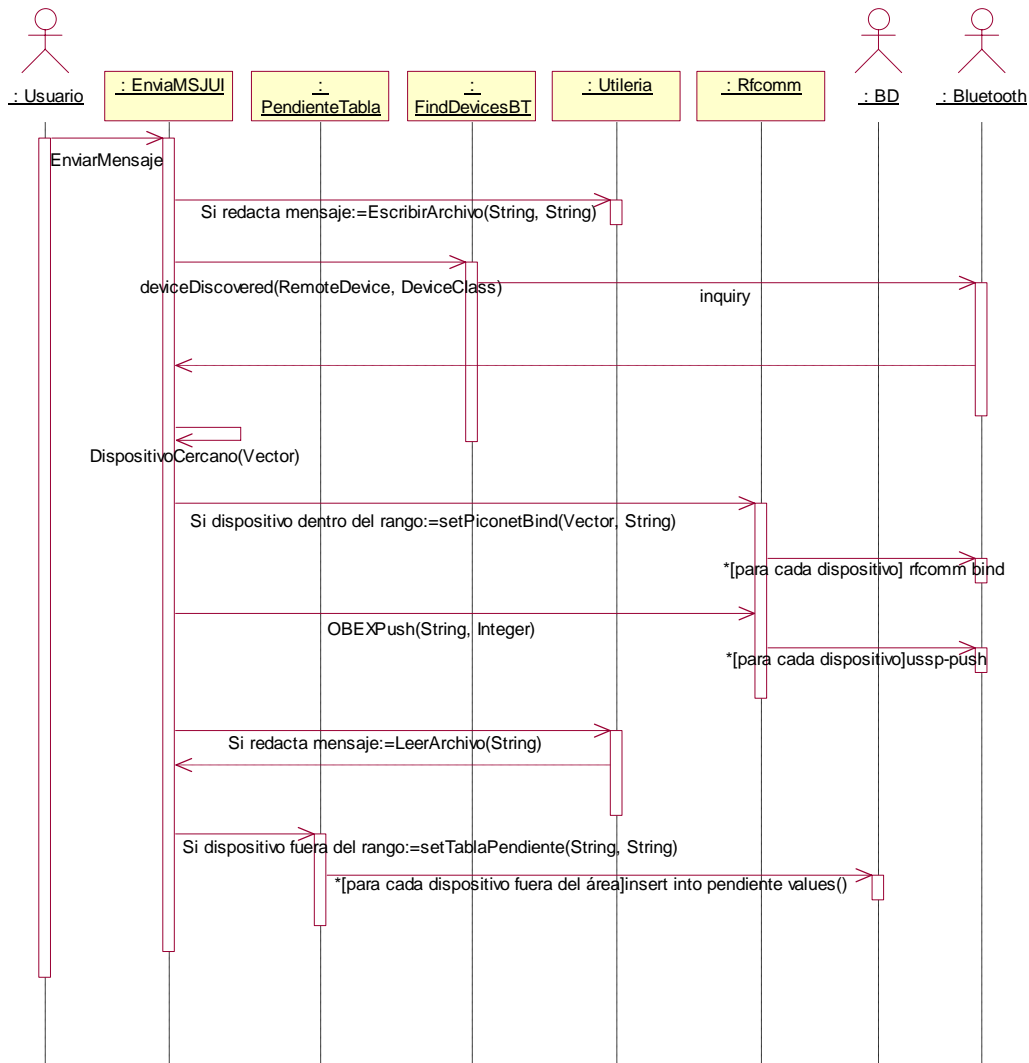 : Usuario
: EnviaMSJUI
:
PendienteTabla
:
FindDevicesBT
: Utileria
: Rfcomm
: BD
: Bluetooth
EnviarMensaje
Si redacta mensaje:=EscribirArchivo(String, String)
deviceDiscovered(RemoteDevice, DeviceClass)
inquiry
DispositivoCercano(Vector)
Si dispositivo dentro del rango:=setPiconetBind(Vector, String)
*[para cada dispositivo] rfcomm bind
OBEXPush(String, Integer)
*[para cada dispositivo]ussp-push
Si redacta mensaje:=LeerArchivo(String)
Si dispositivo fuera del rango:=setTablaPendiente(String, String)
*[para cada dispositivo fuera del área]insert into pendiente values()